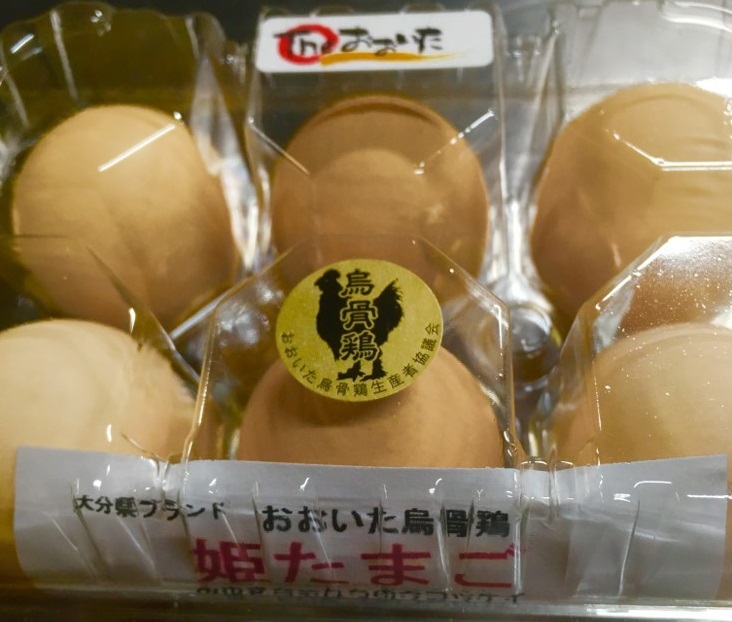 Theおおいた
烏骨鶏
おおいた烏骨鶏生産者協議会
大分県ブランド おおいた烏骨鶏
姫たまご